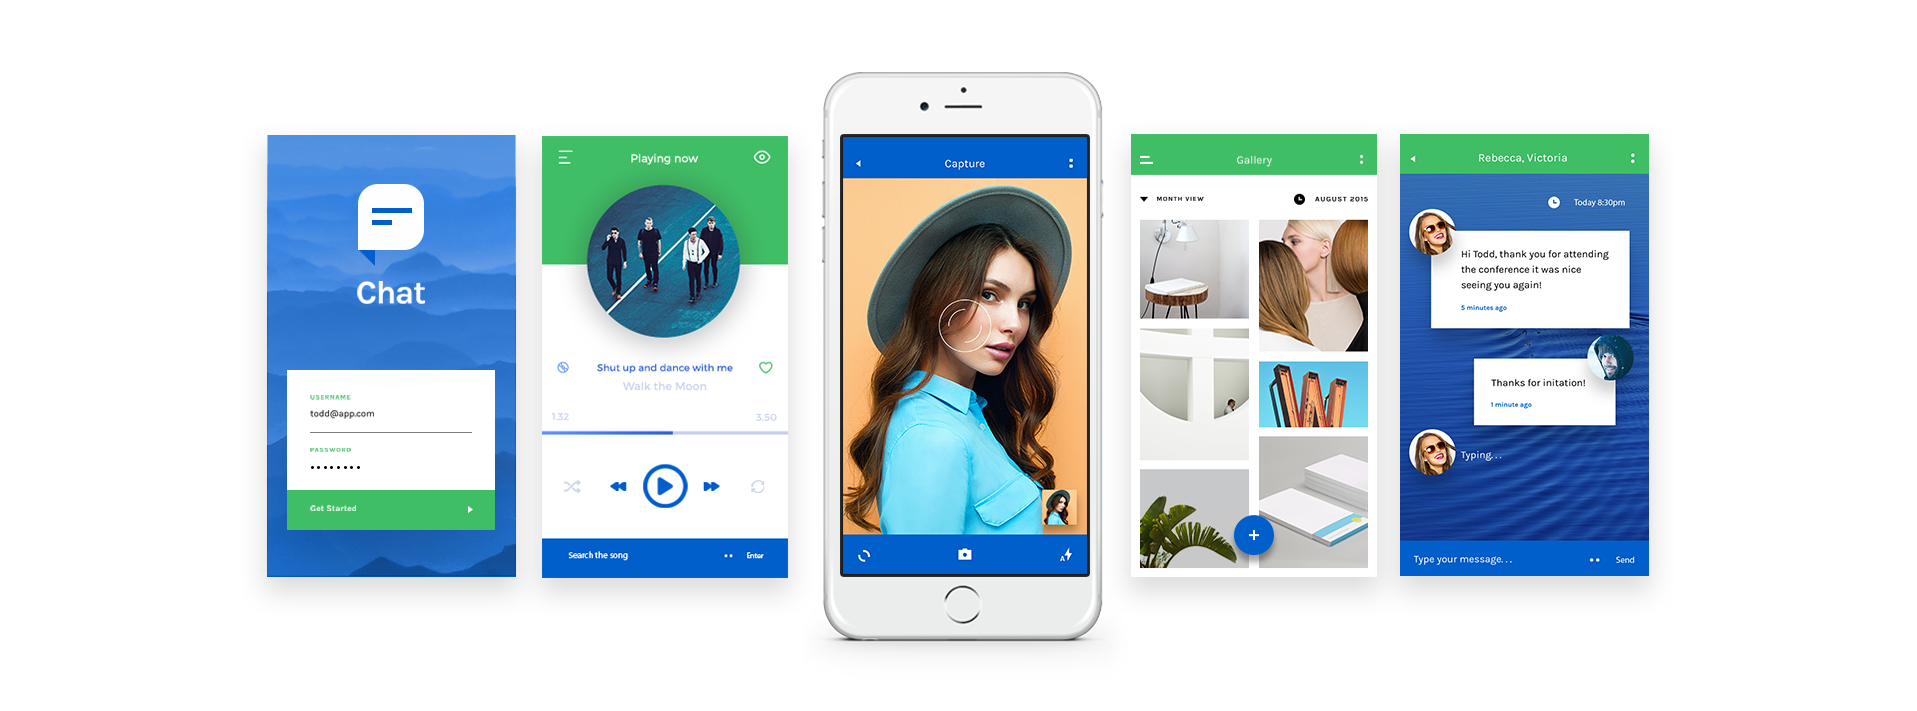 Chat
USERNAME
todd@app.com
PASSWORD
Get Started
Playing now
Shut up and dance with me
Walk the Moon
1.32
3.50
Search the song
Enter
Capture
A
Gallery
MONTH VIEW
AUGUST 2015
W
Rebecca, Victoria
Today 8:30pm
Hi Todd, thank you for attending
the conference it was nice
seeing you again!
5 minutes ago
Thanks for initation!
1 minute ago
Typing...
Type your message...
Send